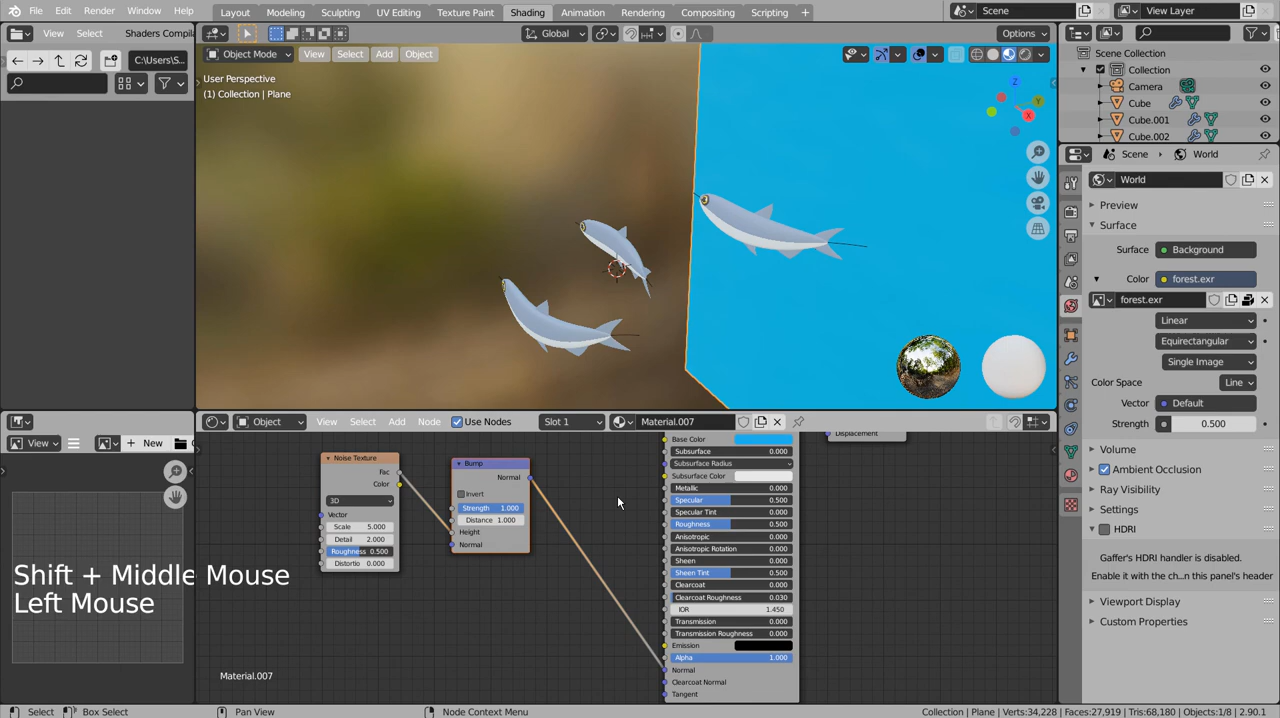 File Edit Render Window Help Layout Modeling Sculpting UV Editing Texture Paint Shading Animation Rendering Compositing Scripting + Scene View Layer
View Select Shaders Compila Global Options
C:\Users\S...
Object Mode View Select Add Object
User Perspective
(1) Collection | Plane
Z
Y
X
Scene Collection
Collection
Camera
Cube
Cube.001
Cube.002
Scene World
World
Preview
Surface
Surface Background
Color forest.exr
forest.exr
Linear
Equirectangular
Single Image
Color Space Line
Vector Default
Strength 0.500
Volume
Ambient Occlusion
Ray Visibility
Settings
HDRI
Gaffer's HDRI handler is disabled.
Enable it with the ch...n this panel's header
Viewport Display
Custom Properties
View New O
Object View Select Add Node Use Nodes Slot 1 Material.007
Noise Texture
Fac
Color
3D
Vector
Scale 5.000
Detail 2.000
Roughness 0.500
Distortio 0.000
Bump
Normal
Invert
Strength 1.000
Distance 1.000
Height
Normal
Displacement
Base Color
Subsurface 0.000
Subsurface Radius
Subsurface Color
Metallic 0.000
Specular 0.500
Specular Tint 0.000
Roughness 0.500
Anisotropic 0.000
Anisotropic Rotation 0.000
Sheen 0.000
Sheen Tint 0.500
Clearcoat 0.000
Clearcoat Roughness 0.030
IOR 1.450
Transmission 0.000
Transmission Roughness 0.000
Emission
Alpha 1.000
Normal
Clearcoat Normal
Tangent
Shift + Middle Mouse
Left Mouse
Material.007
Select Box Select Pan View Node Context Menu Collection | Plane | Verts:34,228 | Faces:27,919 | Tris:68,180 | Objects:1/8 | 2.90.1